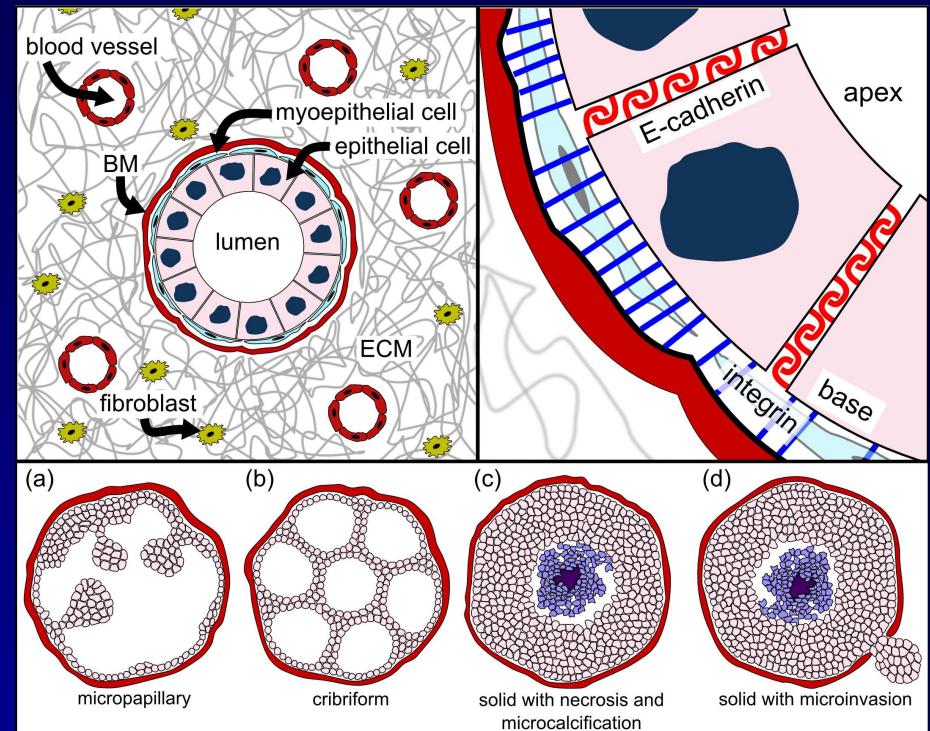 blood vessel
myoepithelial cell
BM
epithelial cell
lumen
ECM
fibroblast
E-cadherin
apex
integrin
base
(a)
(b)
(c)
(d)
micropapillary
cribriform
solid with necrosis and
microcalcification
solid with microinvasion